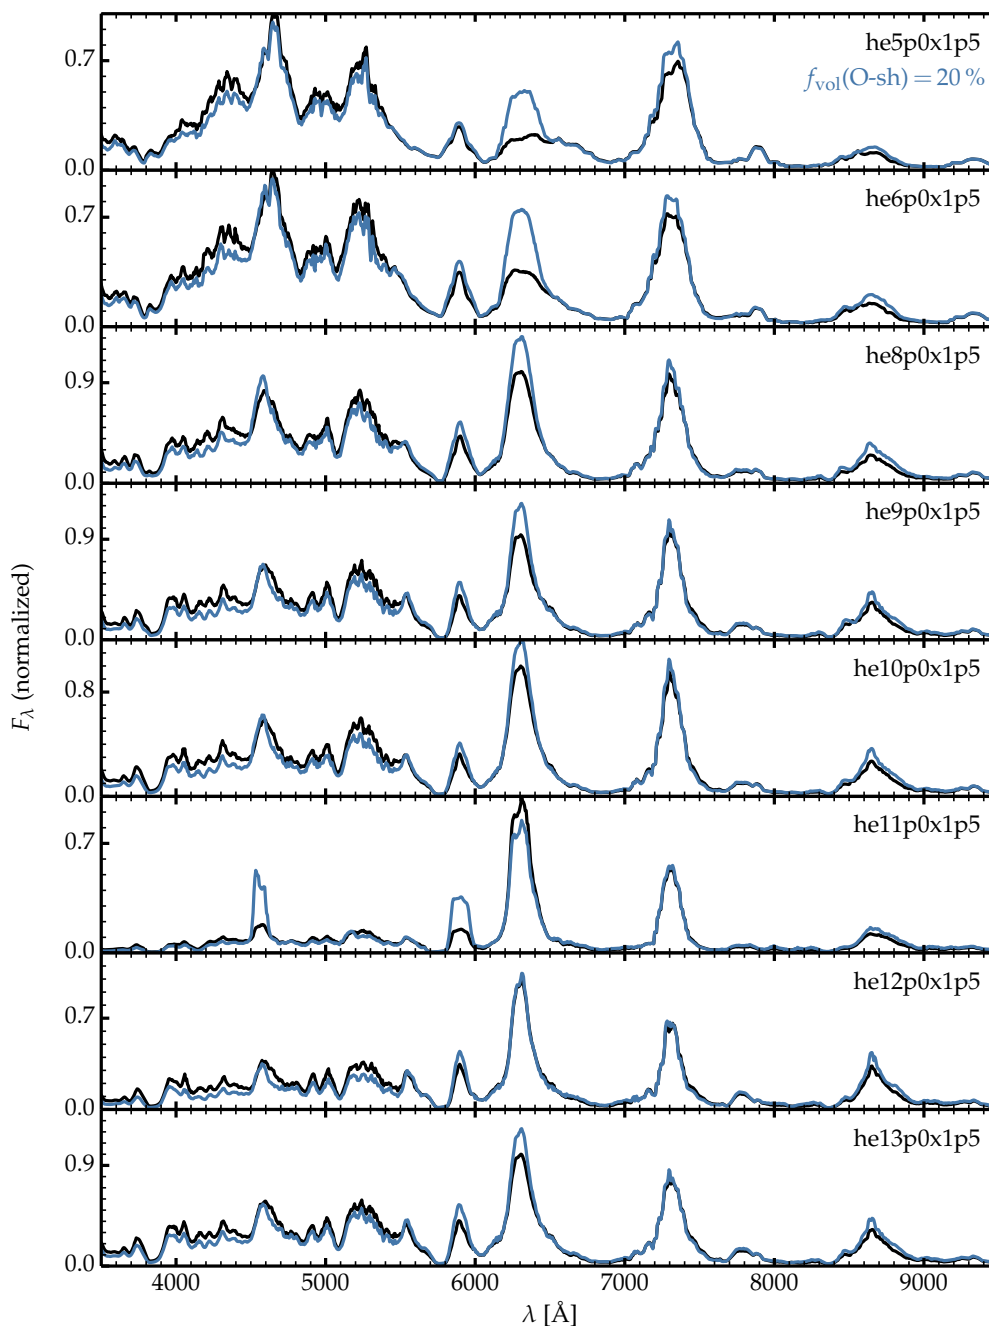 he5p0x1p5
f_vol(O-sh) = 20 %
0.7
0.0
he6p0x1p5
0.7
0.0
he8p0x1p5
0.9
0.0
he9p0x1p5
0.9
0.0
he10p0x1p5
0.8
0.0
he11p0x1p5
0.7
0.0
he12p0x1p5
0.7
0.0
he13p0x1p5
0.9
0.0
F_λ (normalized)
4000 5000 6000 7000 8000 9000
λ [Å]